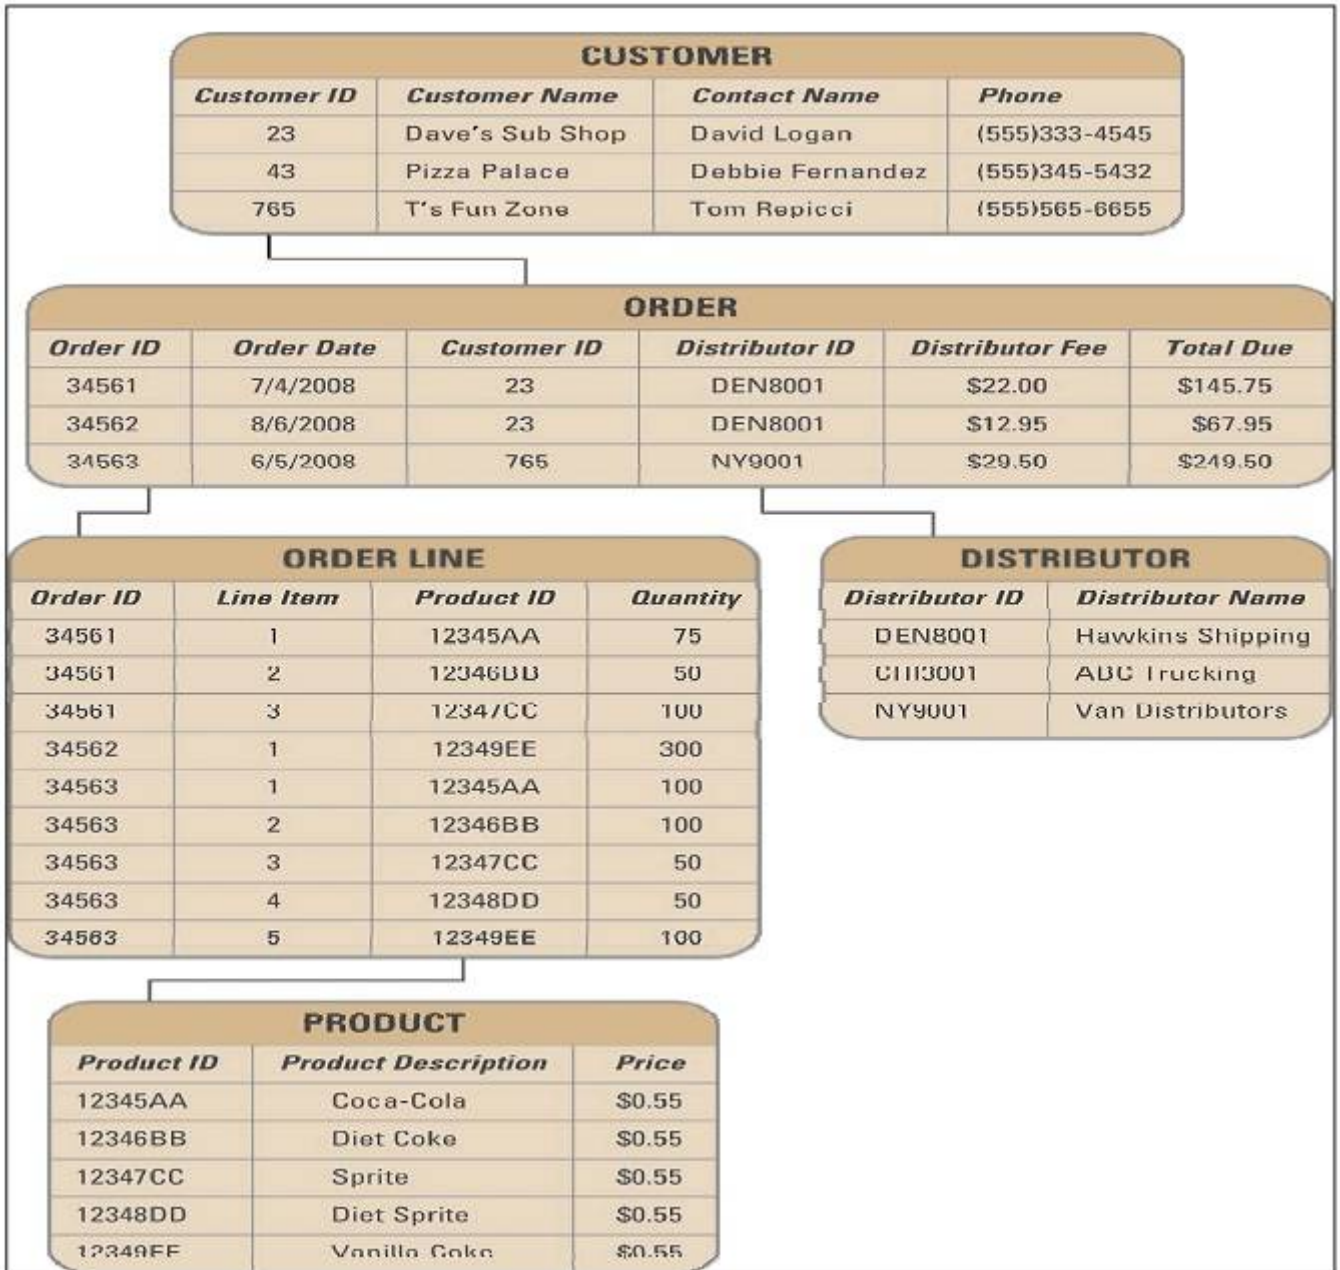 CUSTOMER
Customer ID Customer Name Contact Name Phone
23 Dave's Sub Shop David Logan (555)333-4545
43 Pizza Palace Debbie Fernandez (555)345-5432
765 T's Fun Zone Tom Repicci (555)565-6655
ORDER
Order ID Order Date Customer ID Distributor ID Distributor Fee Total Due
34561 7/4/2008 23 DEN8001 $22.00 $145.75
34562 8/6/2008 23 DEN8001 $12.95 $67.95
34563 6/5/2008 765 NY9001 $29.50 $249.50
ORDER LINE
Order ID Line Item Product ID Quantity
34561 1 12345AA 75
34561 2 12346BB 50
34561 3 12347CC 100
34562 1 12349EE 300
34563 1 12345AA 100
34563 2 12346BB 100
34563 3 12347CC 50
34563 4 12348DD 50
34563 5 12349EE 100
DISTRIBUTOR
Distributor ID Distributor Name
DEN8001 Hawkins Shipping
CHI3001 ABC Trucking
NY9001 Van Distributors
PRODUCT
Product ID Product Description Price
12345AA Coca-Cola $0.55
12346BB Diet Coke $0.55
12347CC Sprite $0.55
12348DD Diet Sprite $0.55
12349EE Vanilla Coke $0.55